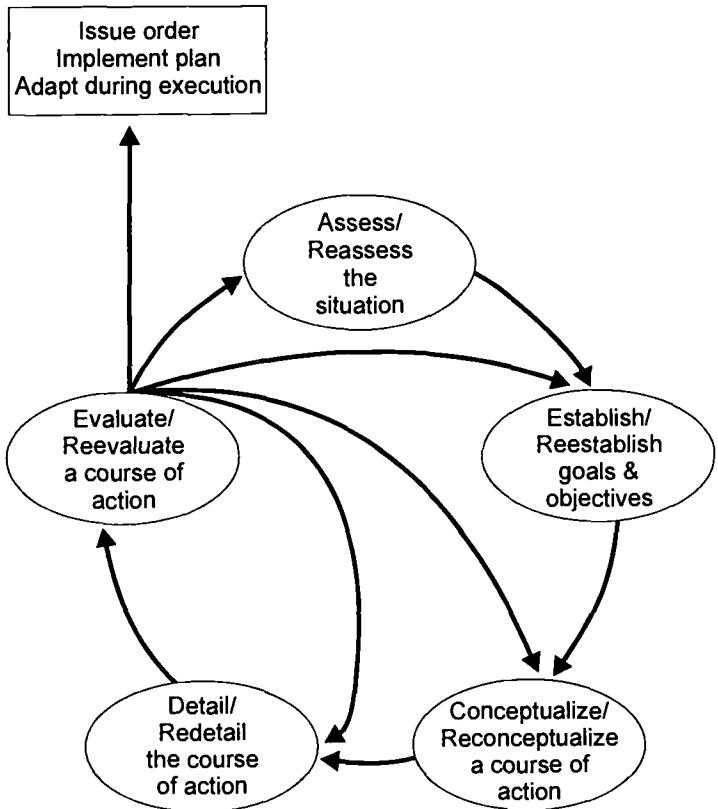 Issue order
Implement plan
Adapt during execution
Assess/
Reassess
the
situation
Evaluate/
Reevaluate
a course of
action
Establish/
Reestablish
goals &
objectives
Detail/
Redetail
the course
of action
Conceptualize/
Reconceptualize
a course of
action